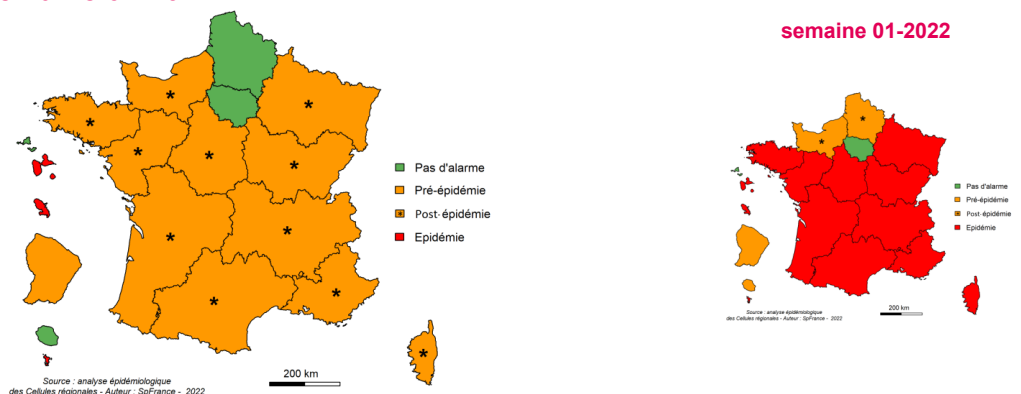 Pas d'alarme
Pré-épidémie
* Post-épidémie
Epidémie
200 km
Source : analyse épidémiologique
des Cellules régionales - Auteur : SpFrance - 2022
semaine 01-2022
Pas d'alarme
Pré-épidémie
* Post-épidémie
Epidémie
200 km
Source : analyse épidémiologique
des Cellules régionales - Auteur : SpFrance - 2022